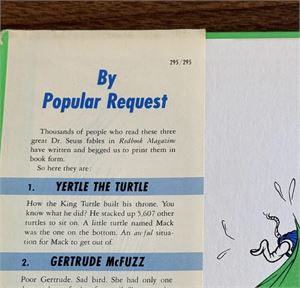 295/295
By
Popular Request
Thousands of people who read these three
great Dr. Seuss fables in Redbook Magazine
have written and begged us to print them in
book form.
So here they are:
1. YERTLE THE TURTLE
How the King Turtle built his throne. You
know what he did? He stacked up 5,607 other
turtles to sit on. A little turtle named Mack
was the one on the bottom. An awful situa-
tion for Mack to get out of.
2. GERTRUDE McFUZZ
Poor Gertrude. Sad bird. She had only one